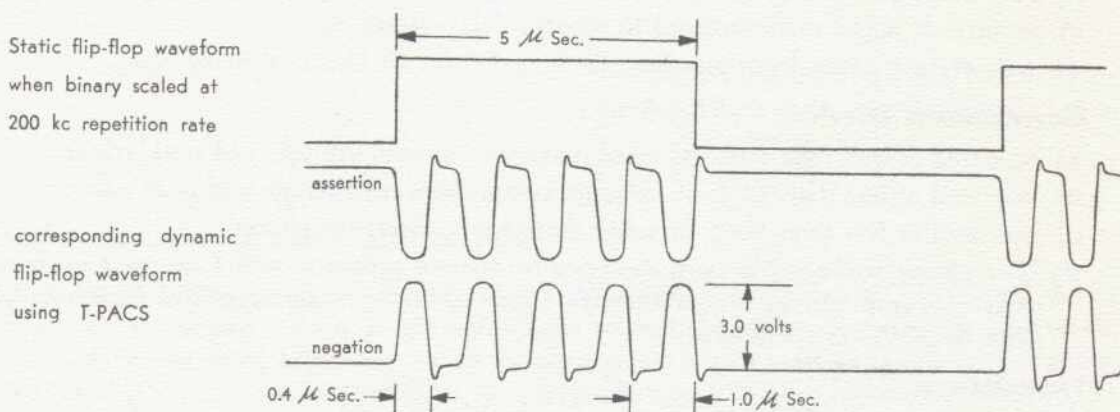 5 μ Sec.
Static flip-flop waveform
when binary scaled at
200 kc repetition rate
assertion
corresponding dynamic
flip-flop waveform
using T-PACS
3.0 volts
negation
0.4 μ Sec.
1.0 μ Sec.